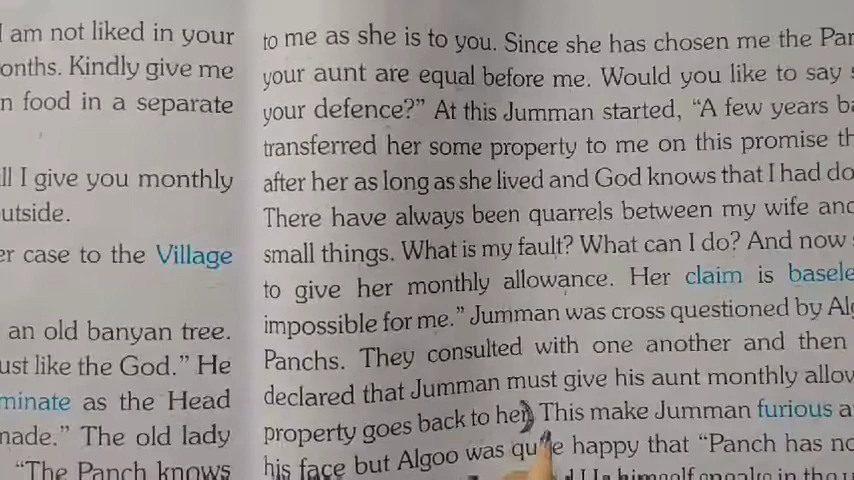 I am not liked in your
onths. Kindly give me
n food in a separate
ll I give you monthly
utside.
er case to the Village
an old banyan tree.
ust like the God." He
minate as the Head
made." The old lady
"The Panch knows
to me as she is to you. Since she has chosen me the Pan
your aunt are equal before me. Would you like to say s
your defence?" At this Jumman started, "A few years ba
transferred her some property to me on this promise th
after her as long as she lived and God knows that I had do
There have always been quarrels between my wife and
small things. What is my fault? What can I do? And now s
to give her monthly allowance. Her claim is basele
impossible for me." Jumman was cross questioned by Alg
Panchs. They consulted with one another and then
declared that Jumman must give his aunt monthly allow
property goes back to her) This make Jumman furious a
his face but Algoo was quite happy that "Panch has no